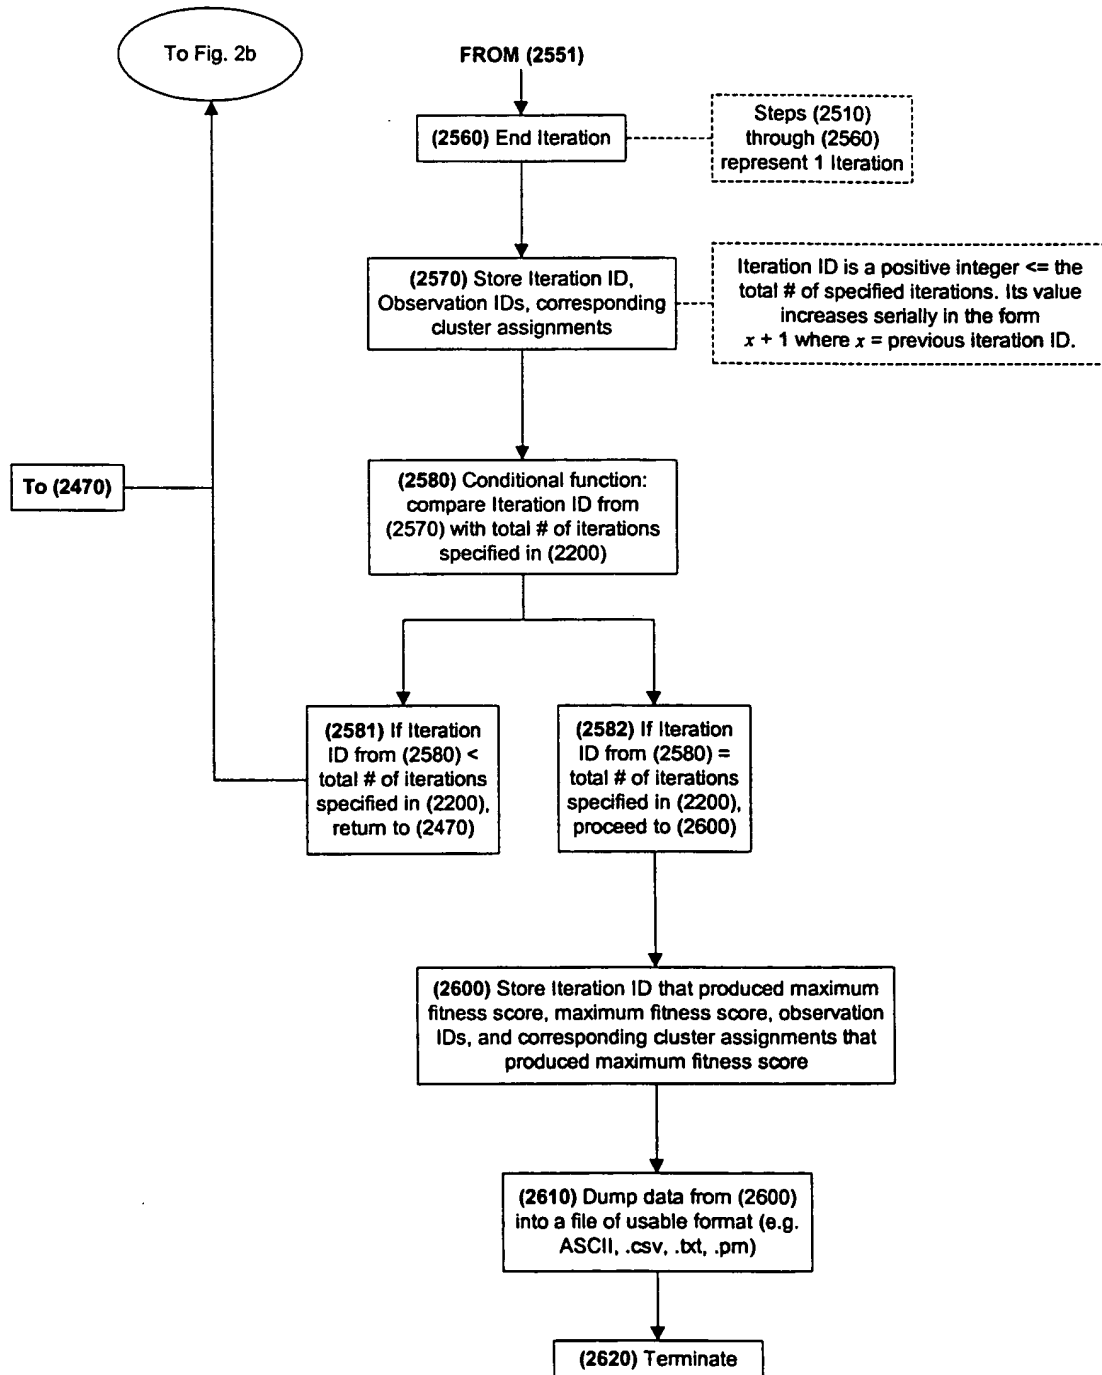 To Fig. 2b
FROM (2551)
(2560) End Iteration
Steps (2510)
through (2560)
represent 1 Iteration
(2570) Store Iteration ID,
Observation IDs, corresponding
cluster assignments
Iteration ID is a positive integer <= the
total # of specified iterations. Its value
increases serially in the form
x + 1 where x = previous iteration ID.
To (2470)
(2580) Conditional function:
compare Iteration ID from
(2570) with total # of iterations
specified in (2200)
(2581) If Iteration
ID from (2580) <
total # of iterations
specified in (2200),
return to (2470)
(2582) If Iteration
ID from (2580) =
total # of iterations
specified in (2200),
proceed to (2600)
(2600) Store Iteration ID that produced maximum
fitness score, maximum fitness score, observation
IDs, and corresponding cluster assignments that
produced maximum fitness score
(2610) Dump data from (2600)
into a file of usable format (e.g.
ASCII, .csv, .txt, .prn)
(2620) Terminate